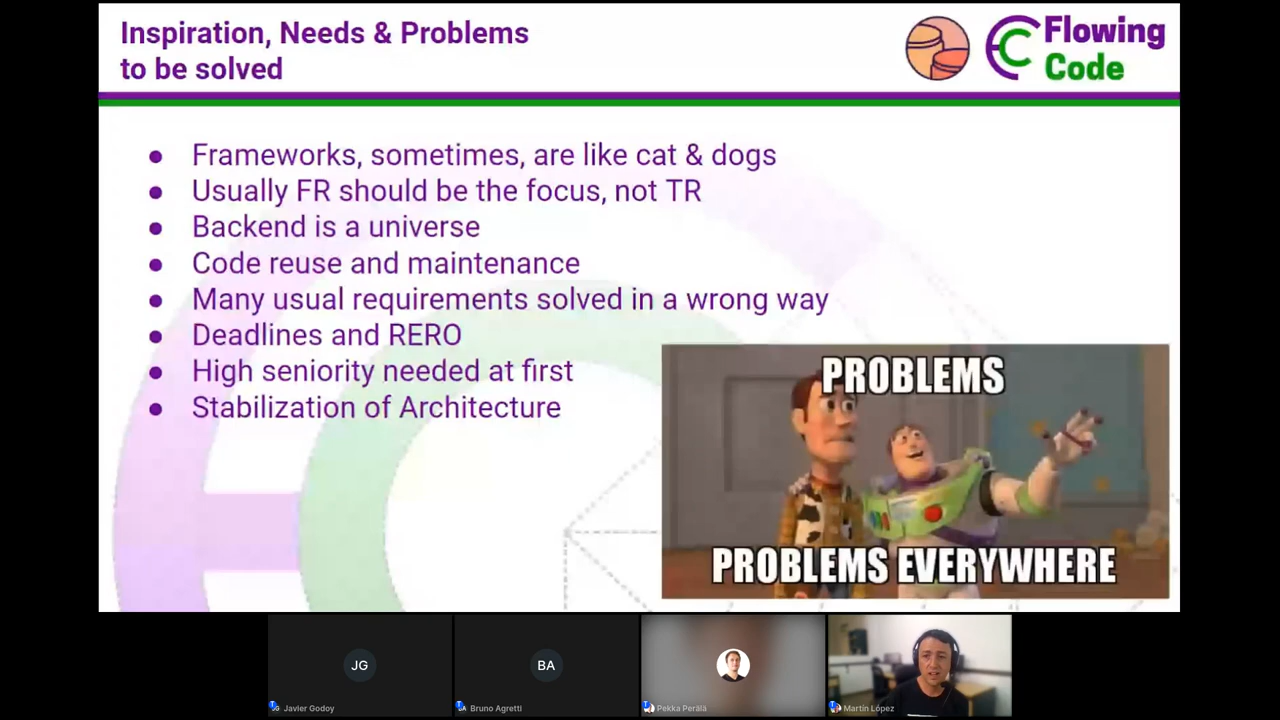 Inspiration, Needs & Problems
to be solved
Flowing
Code
● Frameworks, sometimes, are like cat & dogs
● Usually FR should be the focus, not TR
● Backend is a universe
● Code reuse and maintenance
● Many usual requirements solved in a wrong way
● Deadlines and RERO
● High seniority needed at first
● Stabilization of Architecture
PROBLEMS
PROBLEMS EVERYWHERE
JG
BA
Javier Godoy
Bruno Agretti
Pekka Perälä
Martín López